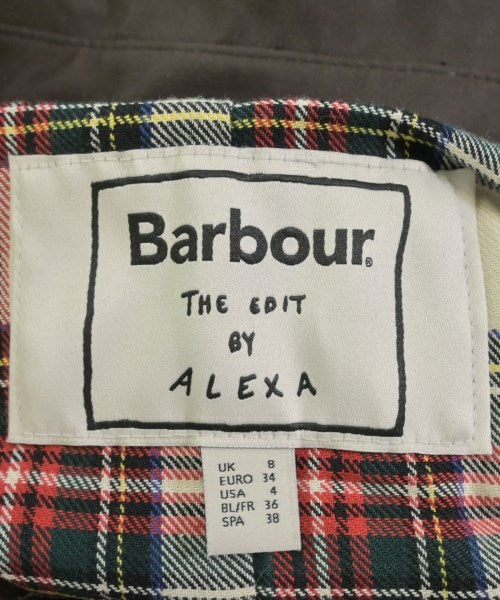 Barbour®
THE EDIT
BY
ALEXA
UK 8
EURO 34
USA 4
BL/FR 36
SPA 38